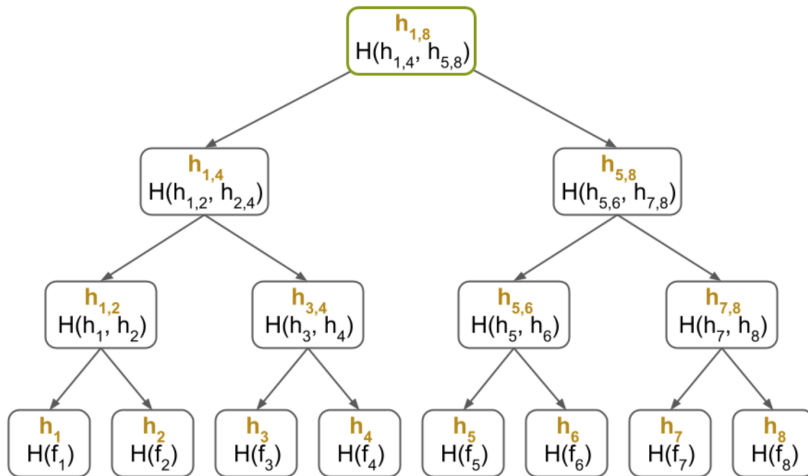 h₁,₈
H(h₁,₄, h₅,₈)
h₁,₄
H(h₁,₂, h₂,₄)
h₅,₈
H(h₅,₆, h₇,₈)
h₁,₂
H(h₁, h₂)
h₃,₄
H(h₃, h₄)
h₅,₆
H(h₅, h₆)
h₇,₈
H(h₇, h₈)
h₁
H(f₁)
h₂
H(f₂)
h₃
H(f₃)
h₄
H(f₄)
h₅
H(f₅)
h₆
H(f₆)
h₇
H(f₇)
h₈
H(f₈)